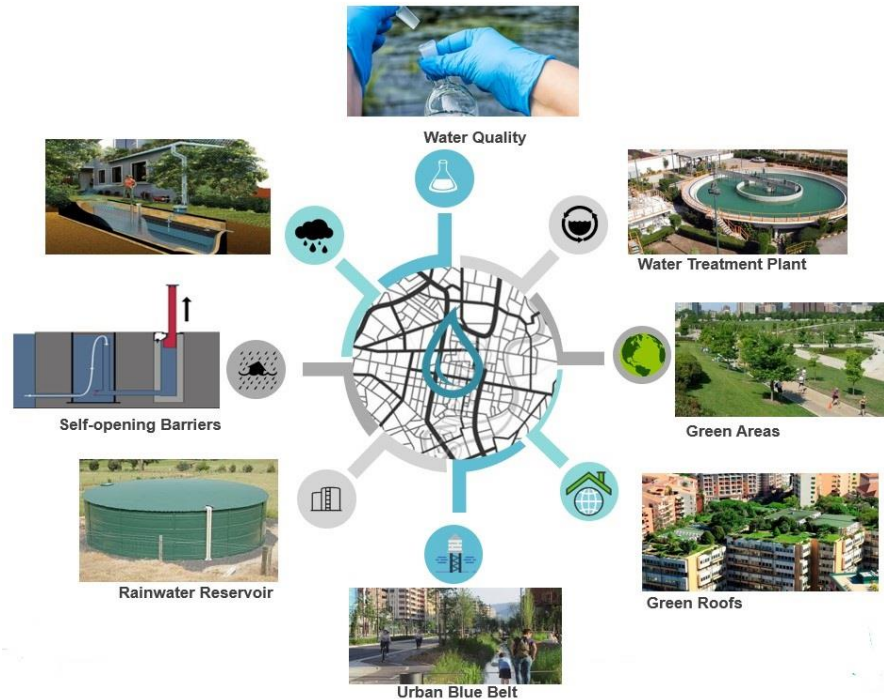 Water Quality
Water Treatment Plant
Self-opening Barriers
Green Areas
Rainwater Reservoir
Green Roofs
Urban Blue Belt